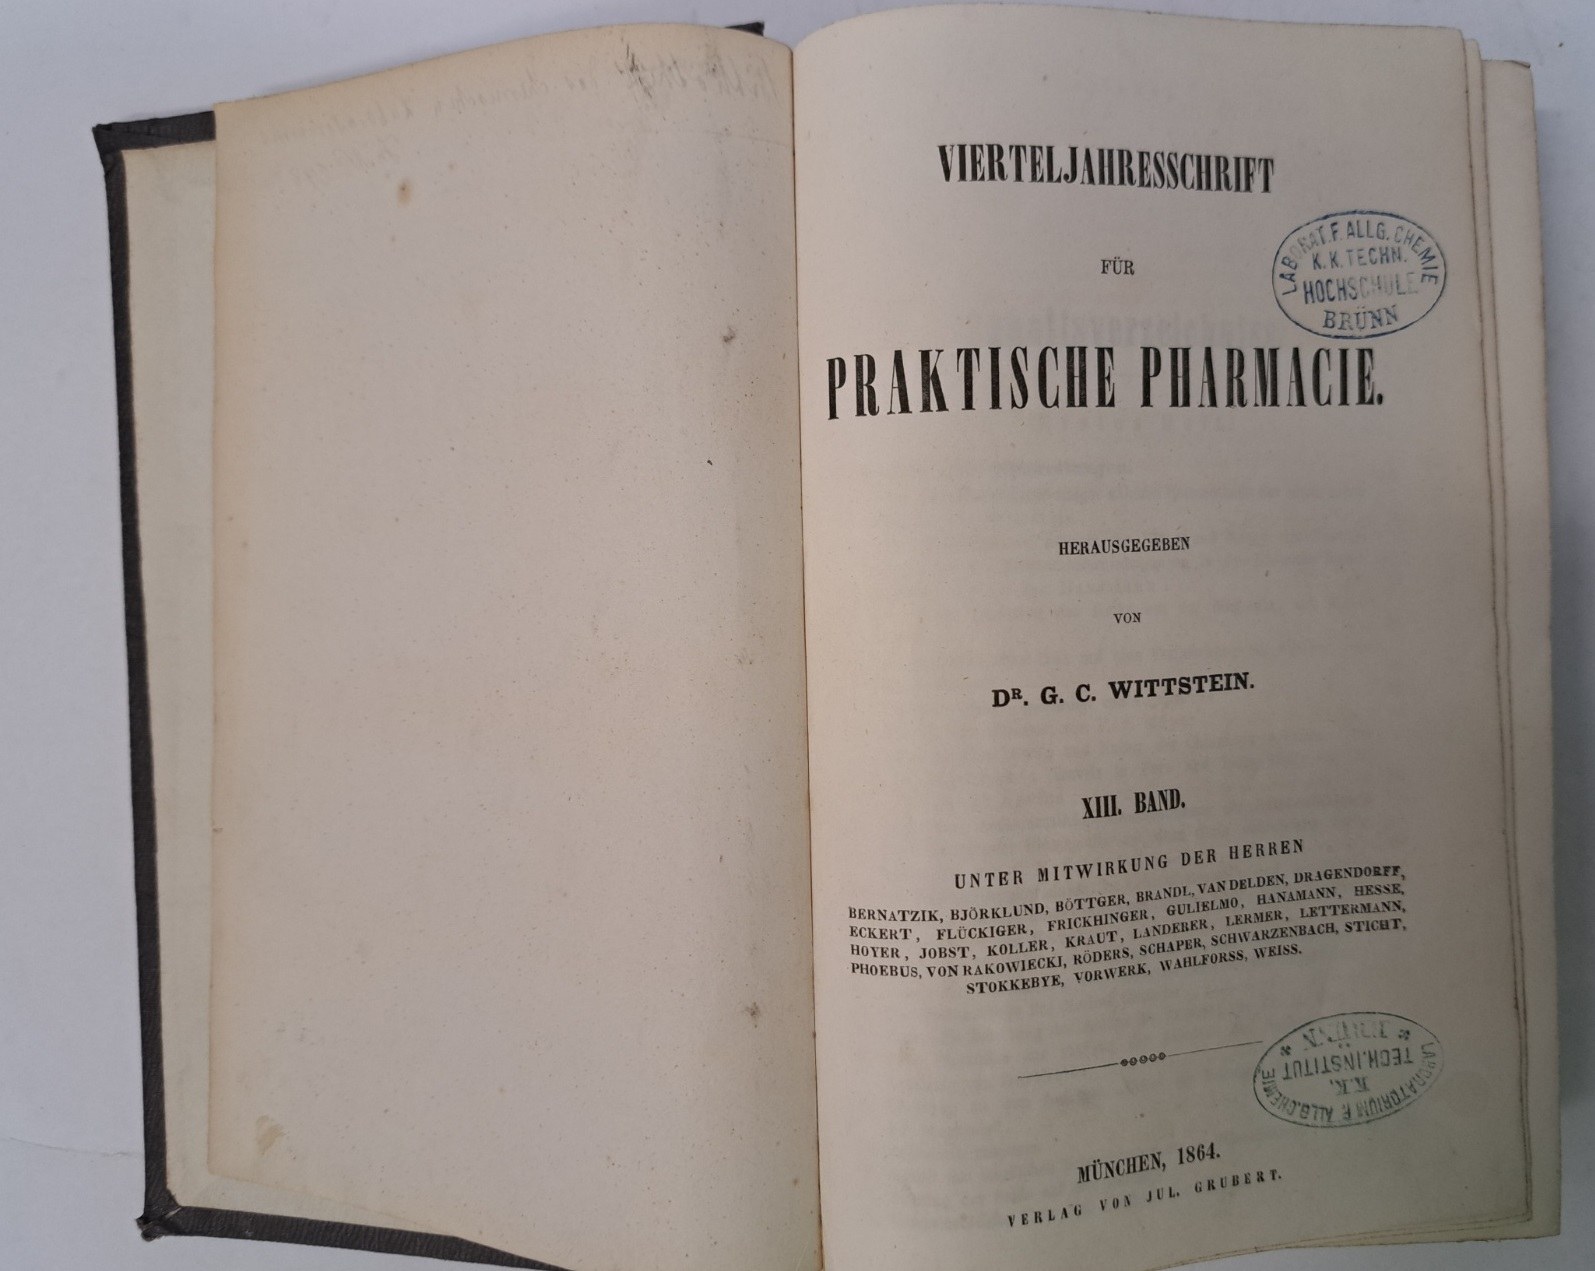 VIERTELJAHRESSCHRIFT
FÜR
PRAKTISCHE PHARMACIE.
HERAUSGEGEBEN
VON
DR. G. C. WITTSTEIN.
XIII. BAND.
UNTER MITWIRKUNG DER HERREN
BERNATZIK, BJÖRKLUND, BÖTTGER, BRANDL, VAN DELDEN, DRAGENDORFF,
ECKERT, FLÜCKIGER, FRICKHINGER, GULIELMO, HANAMANN, HESSE,
HOYER, JOBST, KOLLER, KRAUT, LANDERER, LERMER, LETTERMANN,
PHOEBUS, VON RAKOWIECKI, RÖDERS, SCHAPER, SCHWARZENBACH, STICHT,
STOKKEBYE, VORWERK, WAHLFORSS, WEISS.
MÜNCHEN, 1864.
VERLAG VON JUL. GRUBERT.
LABORAT. F. ALLG. CHEMIE
K. K. TECHN.
HOCHSCHULE
BRÜNN
LABORATORIUM F. ALLG. CHEMIE
K.K.
TECH. INSTITUT
BRÜNN